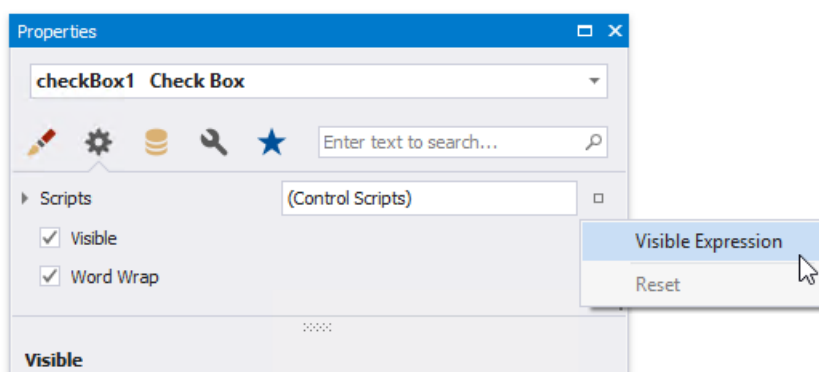 Properties
checkBox1 Check Box
Enter text to search...
Scripts (Control Scripts)
Visible
Visible Expression
Word Wrap
Reset
Visible